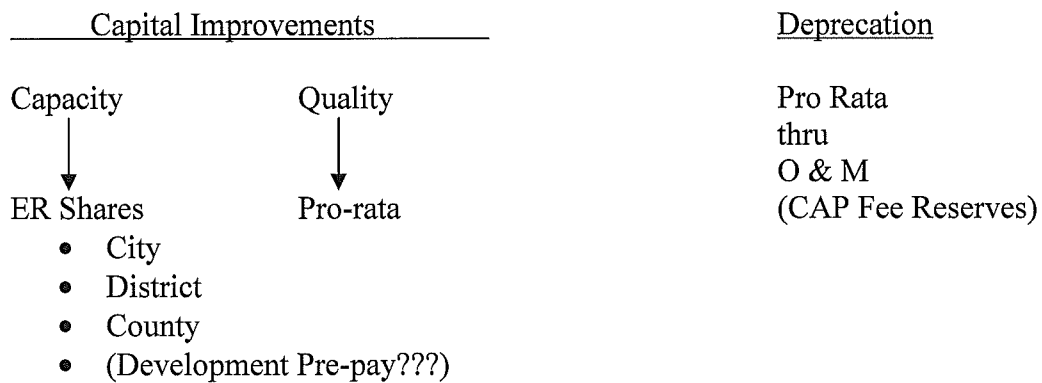 Capital Improvements
Deprecation
Capacity
Quality
ER Shares
Pro-rata
• City
• District
• County
• (Development Pre-pay???)
Pro Rata
thru
O & M
(CAP Fee Reserves)